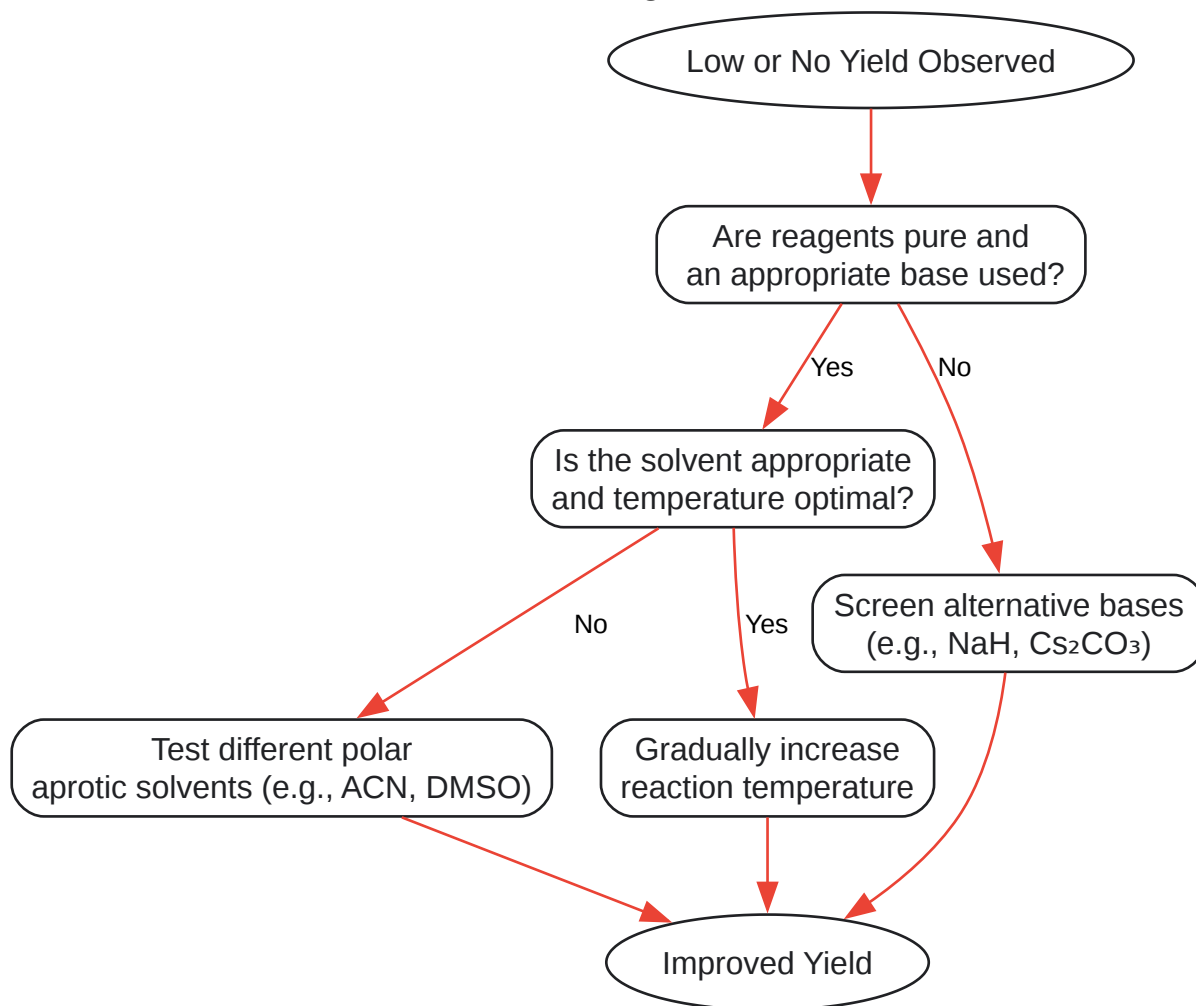 Low or No Yield Observed
Are reagents pure and
an appropriate base used?
Yes
No
Is the solvent appropriate
and temperature optimal?
Screen alternative bases
(e.g., NaH, Cs₂CO₃)
No
Yes
Test different polar
aprotic solvents (e.g., ACN, DMSO)
Gradually increase
reaction temperature
Improved Yield